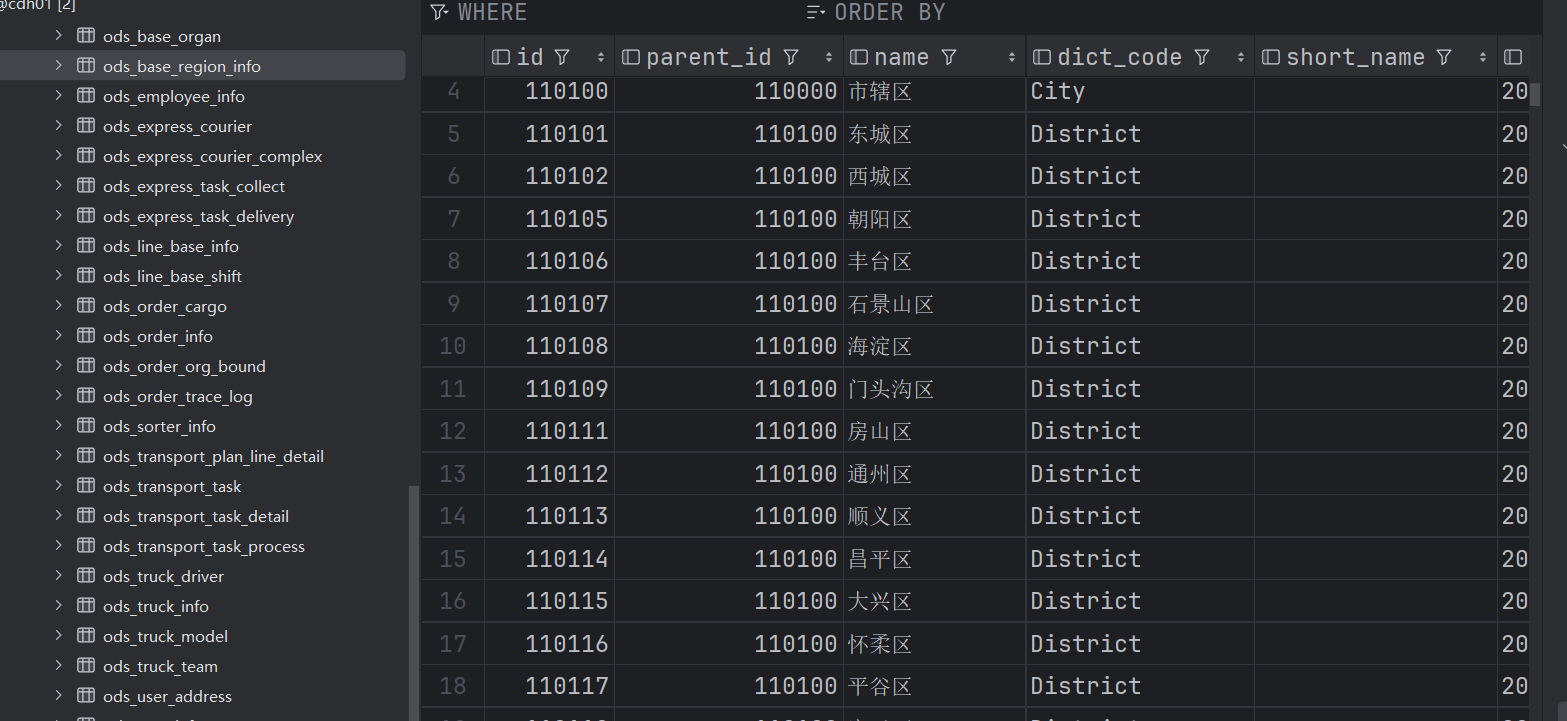 @cdh01 [2]
ods_base_organ
ods_base_region_info
ods_employee_info
ods_express_courier
ods_express_courier_complex
ods_express_task_collect
ods_express_task_delivery
ods_line_base_info
ods_line_base_shift
ods_order_cargo
ods_order_info
ods_order_org_bound
ods_order_trace_log
ods_sorter_info
ods_transport_plan_line_detail
ods_transport_task
ods_transport_task_detail
ods_transport_task_process
ods_truck_driver
ods_truck_info
ods_truck_model
ods_truck_team
ods_user_address
WHERE ORDER BY
id parent_id name dict_code short_name
4 110100 110000 市辖区 City 20
5 110101 110100 东城区 District 20
6 110102 110100 西城区 District 20
7 110105 110100 朝阳区 District 20
8 110106 110100 丰台区 District 20
9 110107 110100 石景山区 District 20
10 110108 110100 海淀区 District 20
11 110109 110100 门头沟区 District 20
12 110111 110100 房山区 District 20
13 110112 110100 通州区 District 20
14 110113 110100 顺义区 District 20
15 110114 110100 昌平区 District 20
16 110115 110100 大兴区 District 20
17 110116 110100 怀柔区 District 20
18 110117 110100 平谷区 District 20